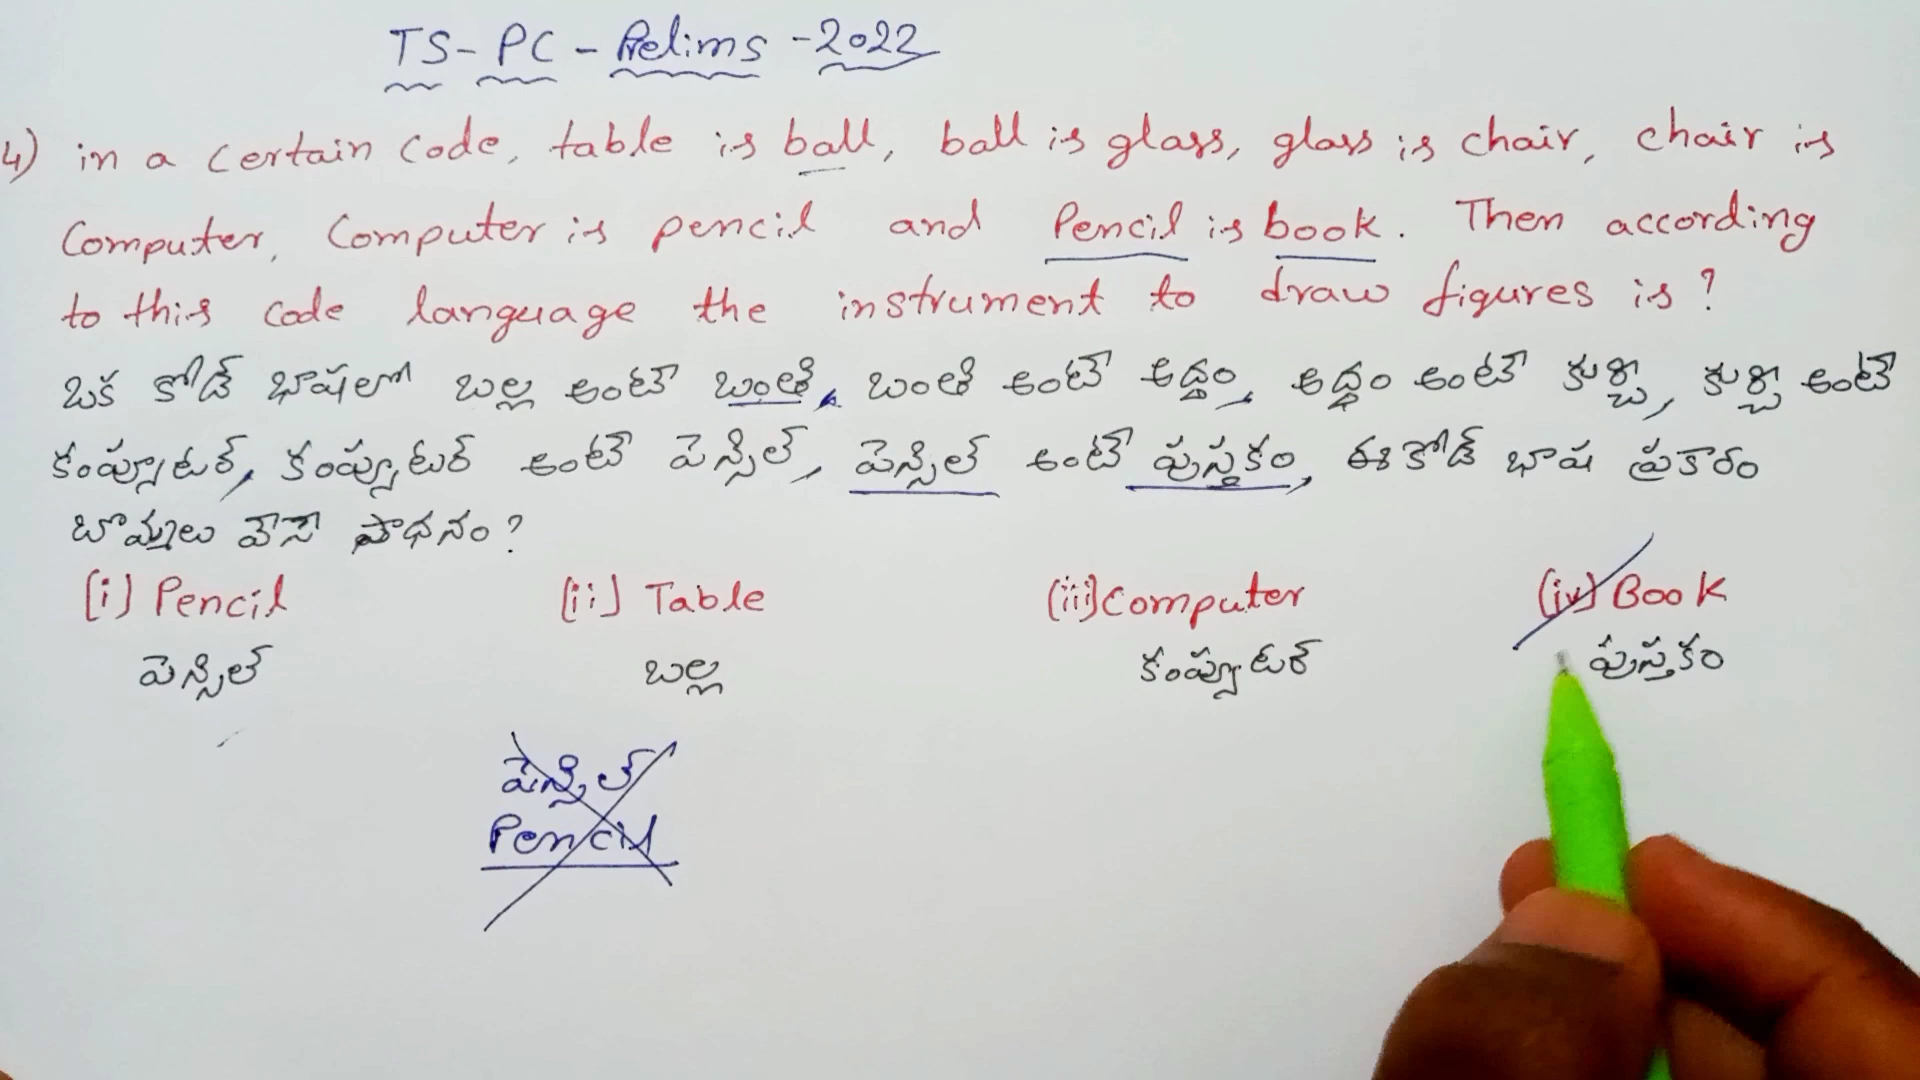 TS-PC-Prelims-2022
4) in a certain code, table is ball, ball is glass, glass is chair, chair is
Computer, Computer is pencil and Pencil is book. Then according
to this code language the instrument to draw figures is?
ఒక కోడ్ భాషలో బల్ల అంటే బంతి, బంతి అంటే అద్దం, అద్దం అంటే కుర్చీ, కుర్చీ అంటే
కంప్యూటర్, కంప్యూటర్ అంటే పెన్సిల్, పెన్సిల్ అంటే పుస్తకం, ఈ కోడ్ భాష ప్రకారం
బొమ్మలు వేసే సాధనం?
(i) Pencil (ii) Table (iii) Computer (iv) Book
పెన్సిల్ బల్ల కంప్యూటర్ పుస్తకం
పెన్సిల్
Pencil